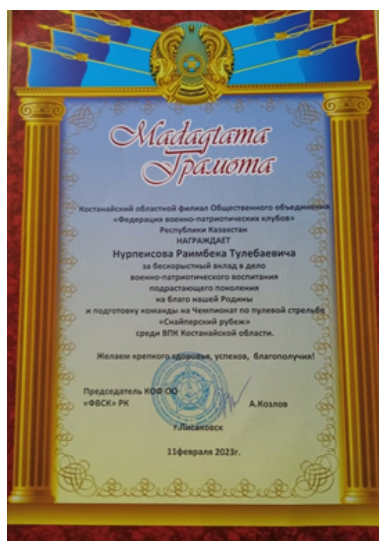 Madaqtama
Грамота
Костанайский областной филиал Общественного объединения
«Федерация военно-патриотических клубов»
Республики Казахстан
НАГРАЖДАЕТ
Нурпеисова Раимбека Тулебаевича
за бескорыстный вклад в дело
военно-патриотического воспитания
подрастающего поколения
на благо нашей Родины
и подготовку команды на Чемпионат по пулевой стрельбе
«Снайперский рубеж»
среди ВПК Костанайской области.
Желаем крепкого здоровья, успехов, благополучия!
Председатель КОФ ОО
«ФВСК» РК А.Козлов
г.Лисаковск
11февраля 2023г.